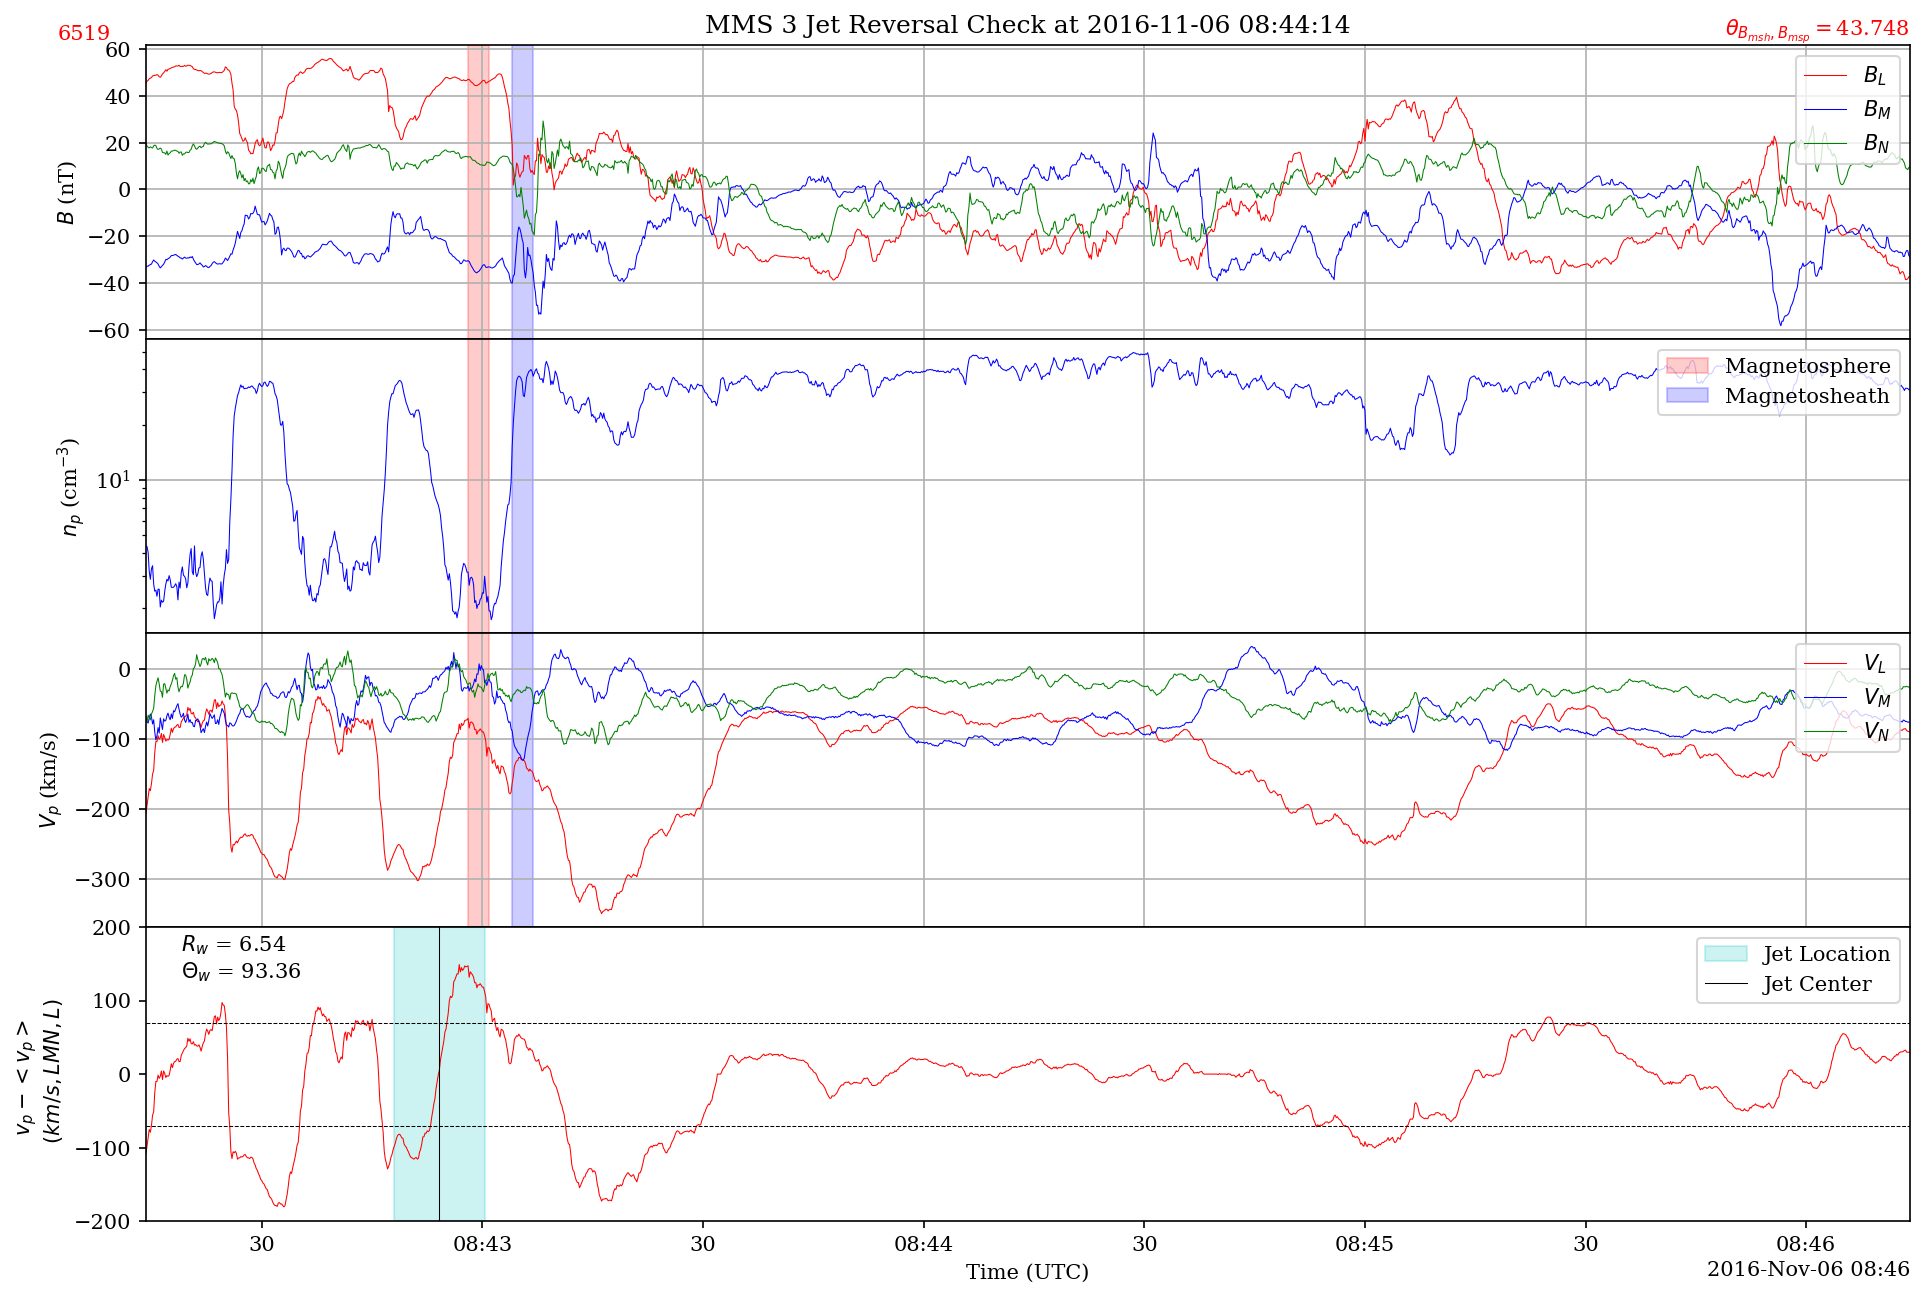 MMS 3 Jet Reversal Check at 2016-11-06 08:44:14
6519
θ_{B_{msh}, B_{msp}} = 43.748
60
40
20
0
−20
−40
−60
B (nT)
B_L
B_M
B_N
10^1
n_p (cm^{−3})
Magnetosphere
Magnetosheath
0
−100
−200
−300
V_p (km/s)
V_L
V_M
V_N
200
100
0
−100
−200
v_p − < v_p >
(km/s, LMN, L)
R_w = 6.54
Θ_w = 93.36
Jet Location
Jet Center
30
08:43
30
08:44
30
08:45
30
08:46
Time (UTC)
2016-Nov-06 08:46